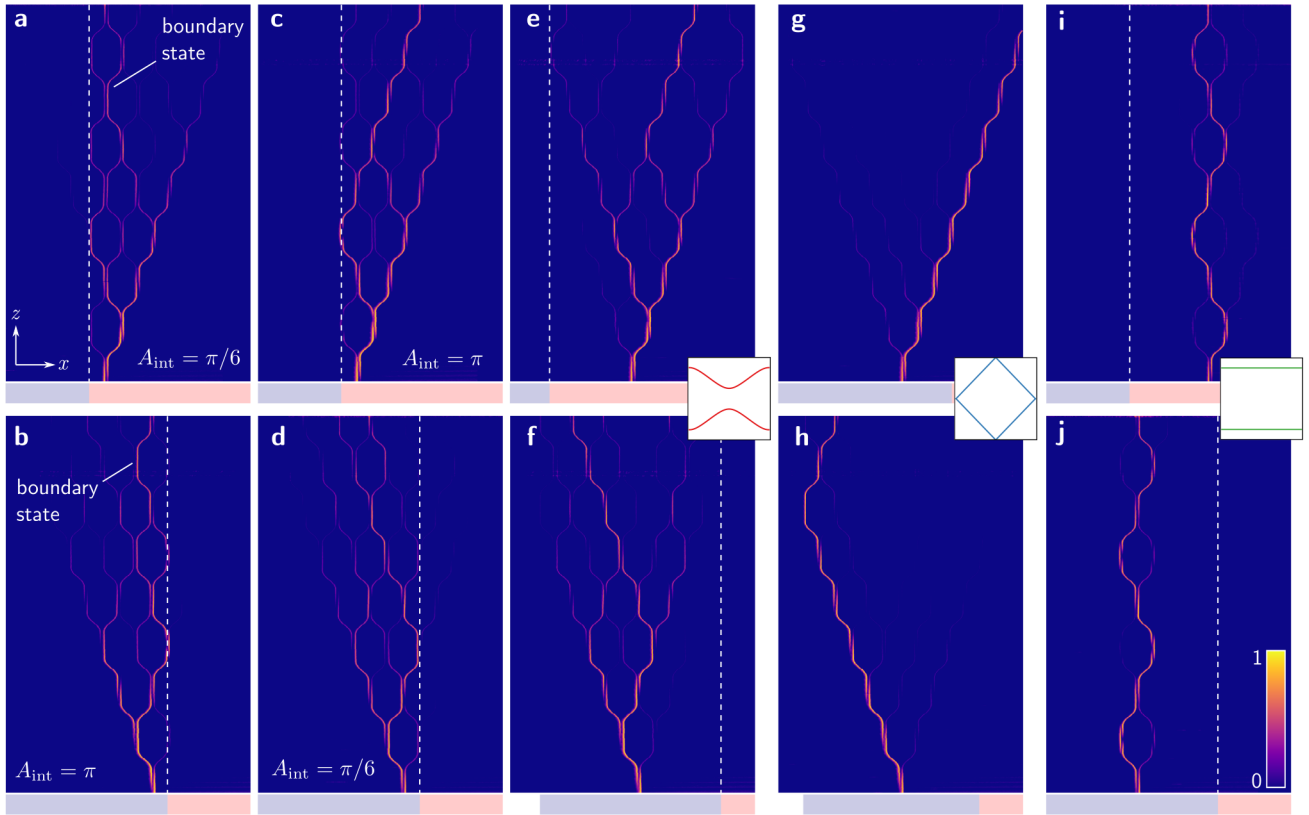 a
boundary
state
z
x
A_int = π/6
c
A_int = π
e
g
i
b
boundary
state
A_int = π
d
A_int = π/6
f
h
j
1
0